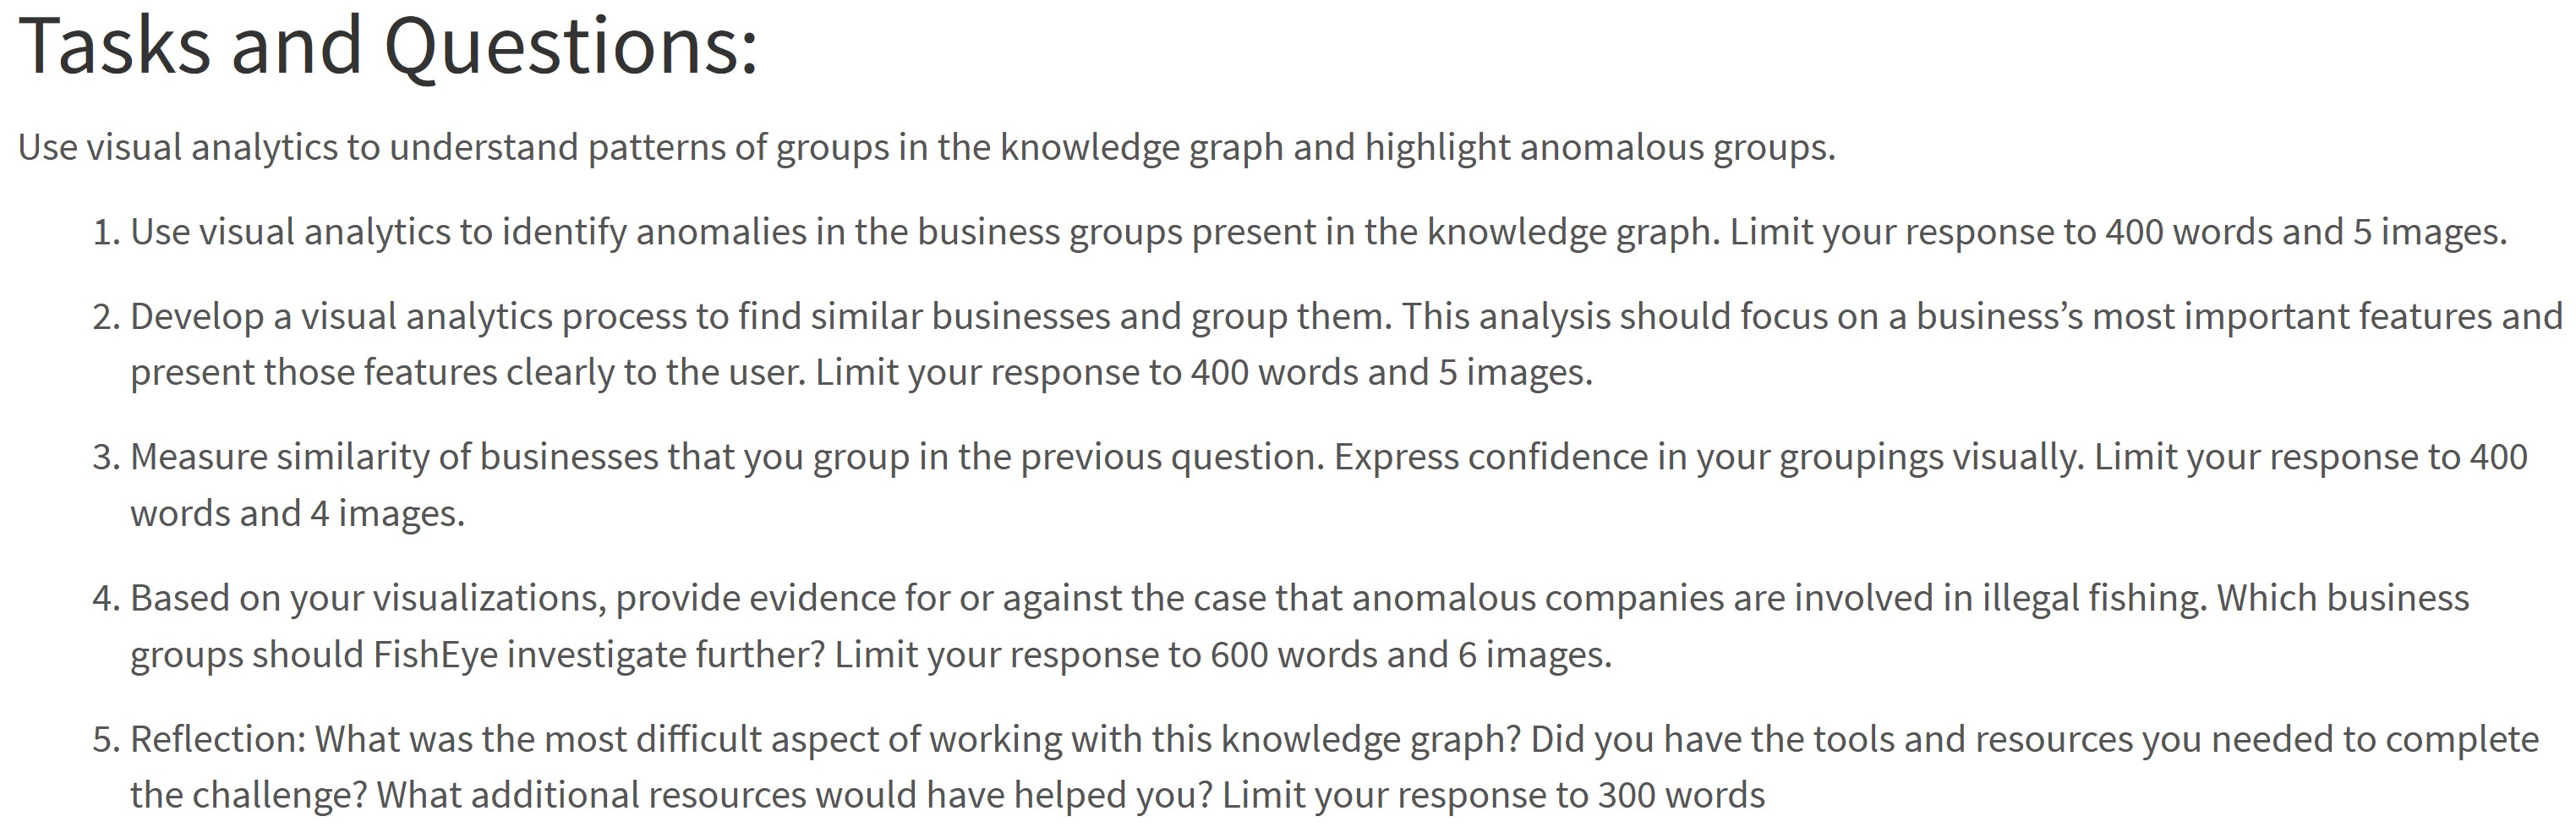 Tasks and Questions:
Use visual analytics to understand patterns of groups in the knowledge graph and highlight anomalous groups.
1. Use visual analytics to identify anomalies in the business groups present in the knowledge graph. Limit your response to 400 words and 5 images.
2. Develop a visual analytics process to find similar businesses and group them. This analysis should focus on a business’s most important features and
present those features clearly to the user. Limit your response to 400 words and 5 images.
3. Measure similarity of businesses that you group in the previous question. Express confidence in your groupings visually. Limit your response to 400
words and 4 images.
4. Based on your visualizations, provide evidence for or against the case that anomalous companies are involved in illegal fishing. Which business
groups should FishEye investigate further? Limit your response to 600 words and 6 images.
5. Reflection: What was the most difficult aspect of working with this knowledge graph? Did you have the tools and resources you needed to complete
the challenge? What additional resources would have helped you? Limit your response to 300 words